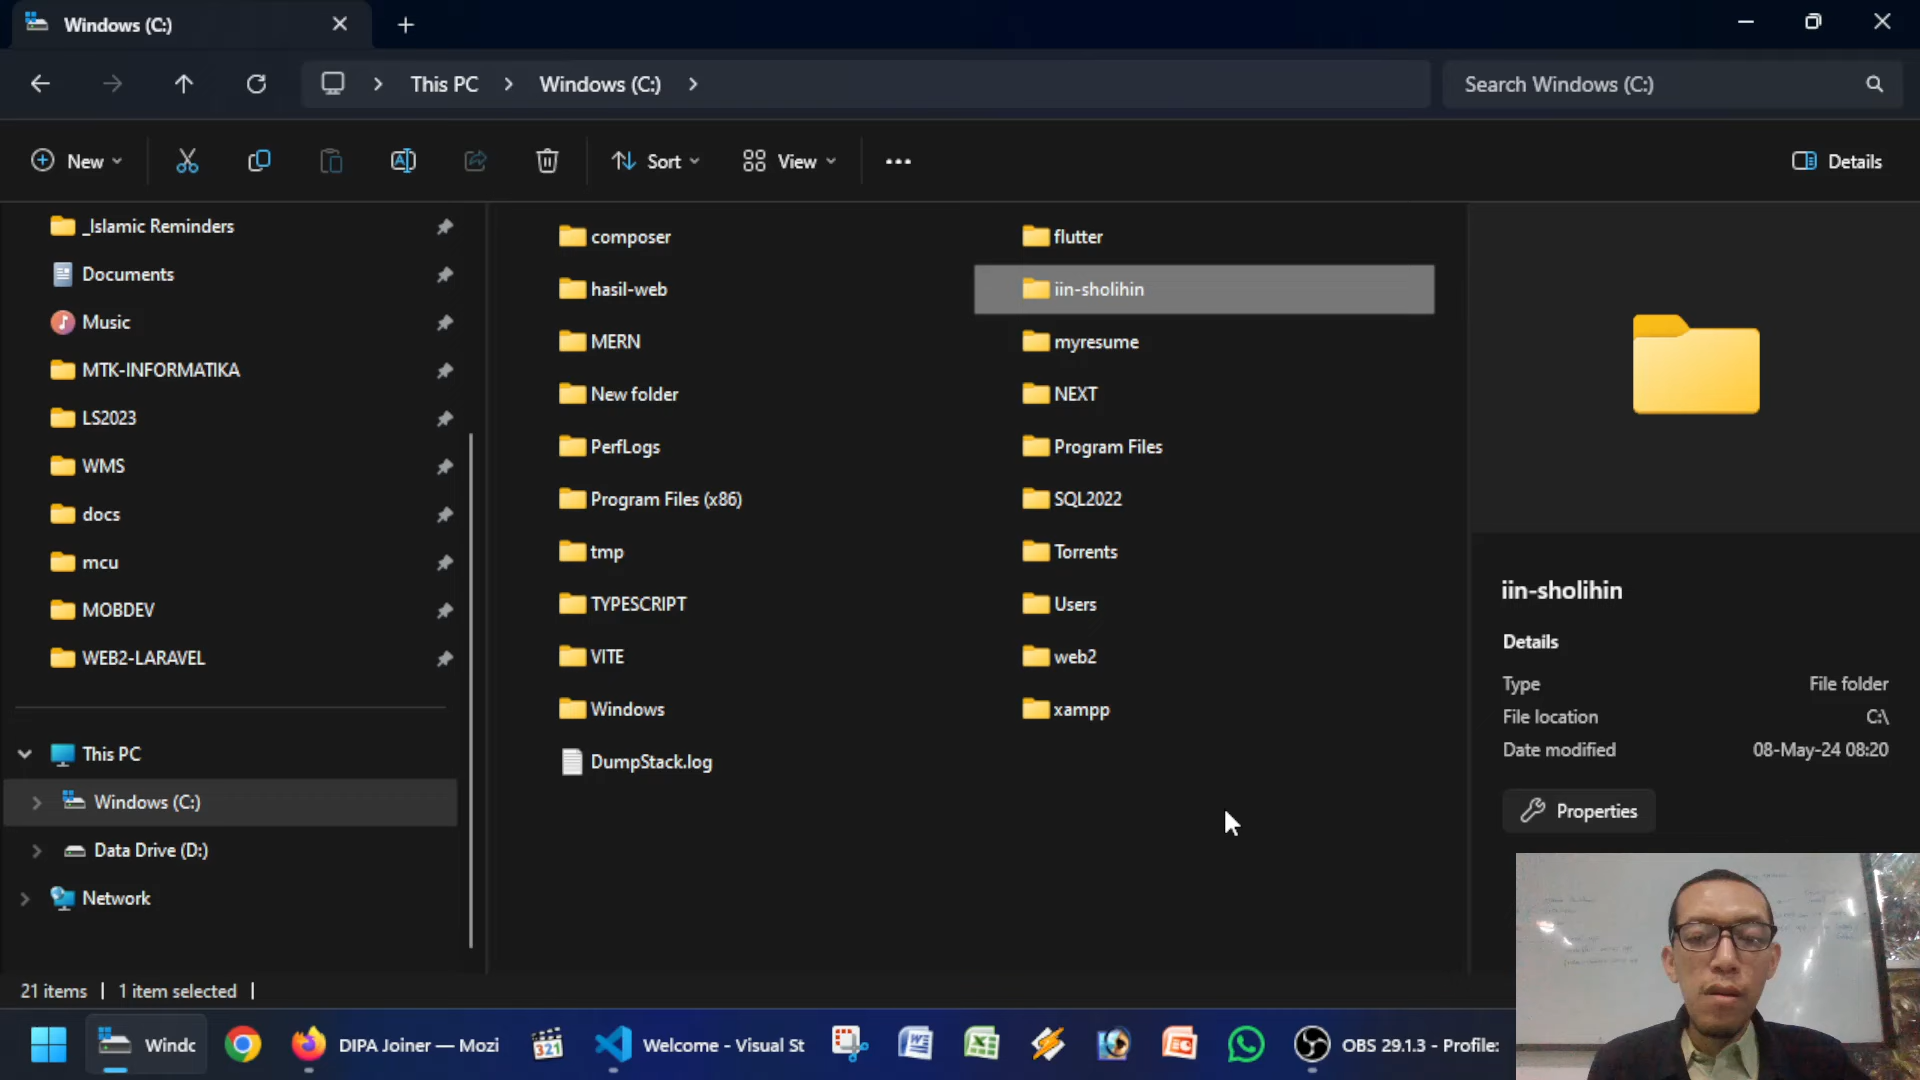 Windows (C:)
This PC
Windows (C:)
Search Windows (C:)
New
Sort
View
Details
_Islamic Reminders
Documents
Music
MTK-INFORMATIKA
LS2023
WMS
docs
mcu
MOBDEV
WEB2-LARAVEL
This PC
Windows (C:)
Data Drive (D:)
Network
composer
flutter
hasil-web
iin-sholihin
MERN
myresume
New folder
NEXT
PerfLogs
Program Files
Program Files (x86)
SQL2022
tmp
Torrents
TYPESCRIPT
Users
VITE
web2
Windows
xampp
DumpStack.log
iin-sholihin
Details
Type File folder
File location C:\
Date modified 08-May-24 08:20
Properties
21 items
1 item selected
Windc
DIPA Joiner — Mozi
321
Welcome - Visual St
OBS 29.1.3 - Profile: